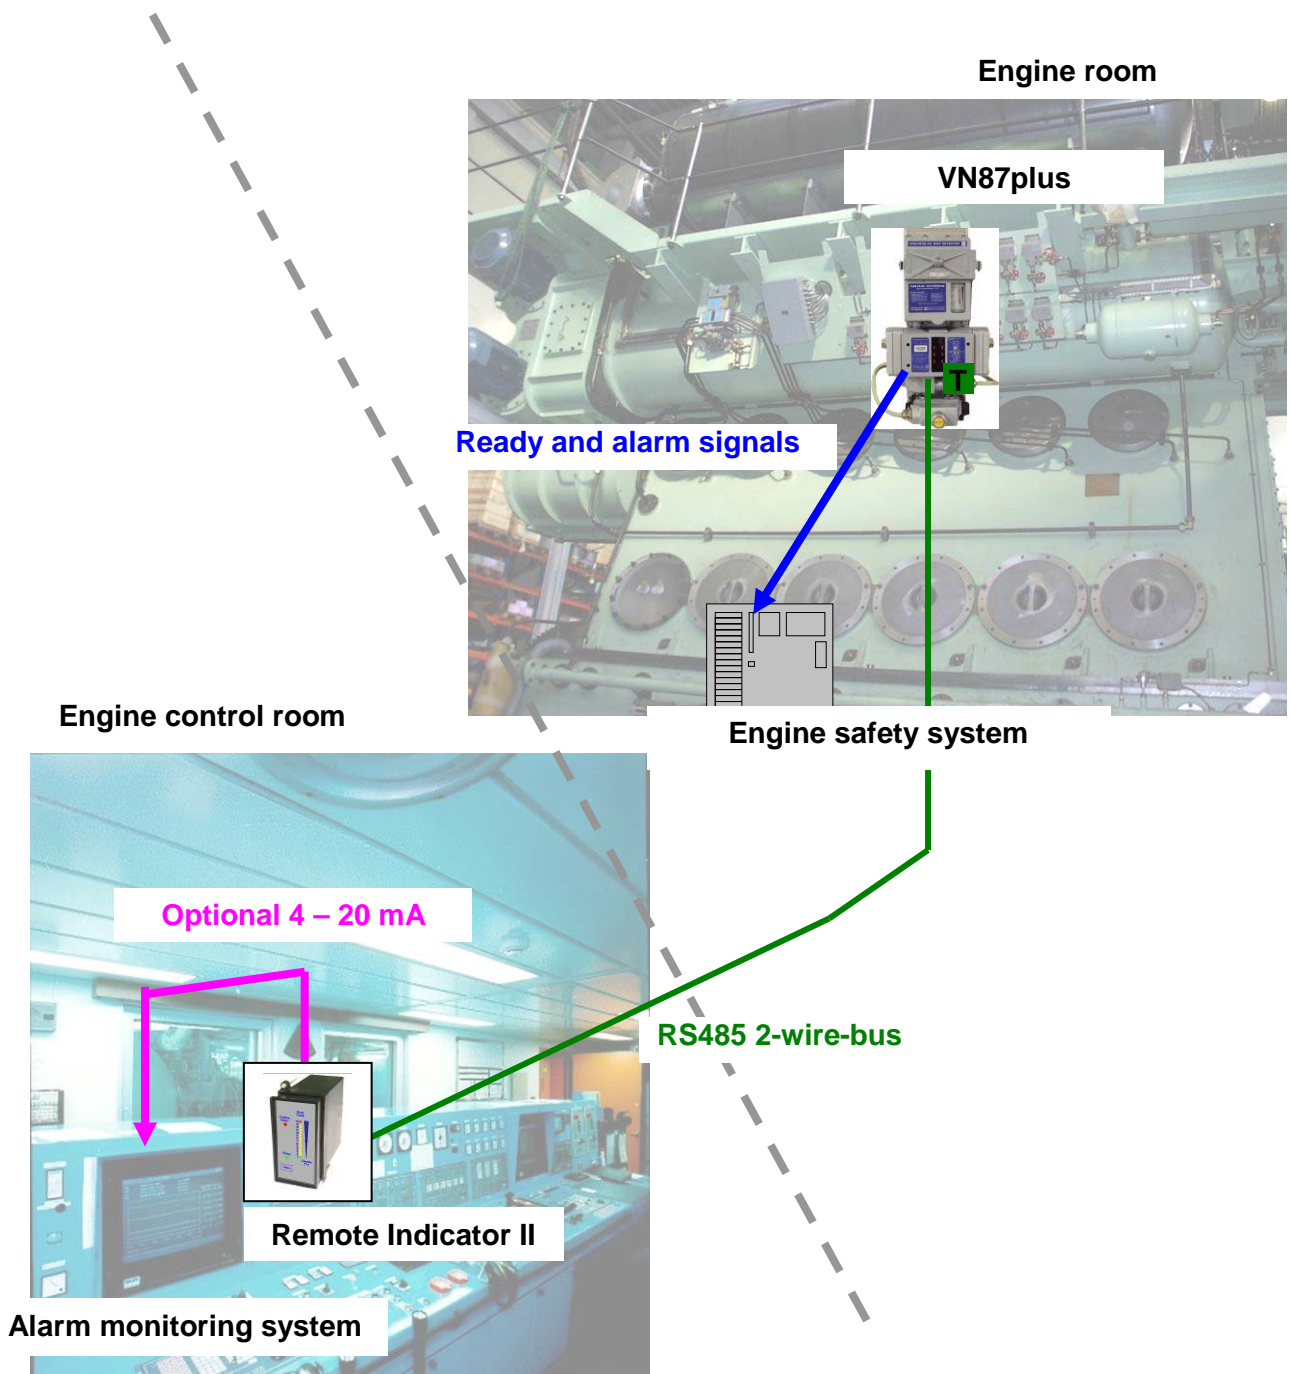 Engine room
VN87plus
T
Ready and alarm signals
Engine control room
Engine safety system
Optional 4 – 20 mA
RS485 2-wire-bus
Remote Indicator II
Alarm monitoring system